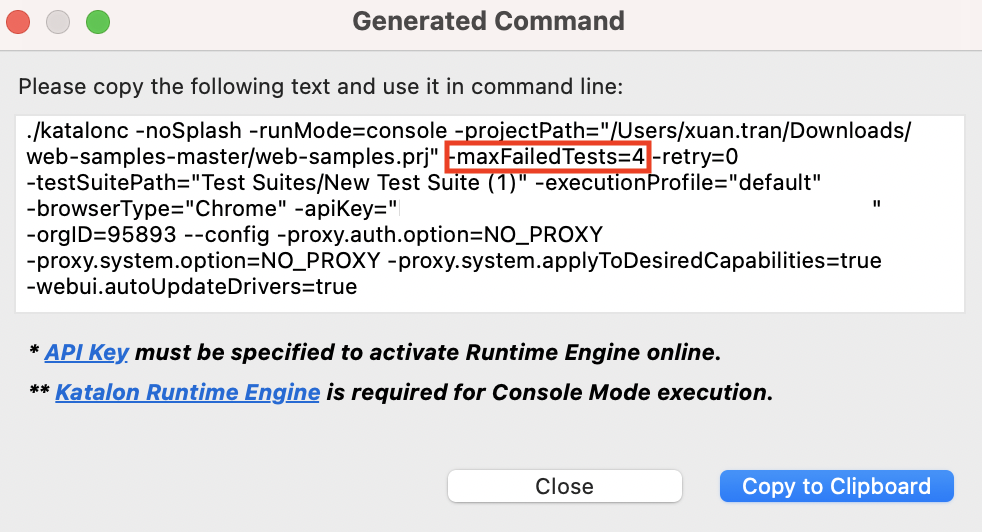 Generated Command
Please copy the following text and use it in command line:
./katalonc -noSplash -runMode=console -projectPath="/Users/xuan.tran/Downloads/
web-samples-master/web-samples.prj" -maxFailedTests=4 -retry=0
-testSuitePath="Test Suites/New Test Suite (1)" -executionProfile="default"
-browserType="Chrome" -apiKey=" "
-orgID=95893 --config -proxy.auth.option=NO_PROXY
-proxy.system.option=NO_PROXY -proxy.system.applyToDesiredCapabilities=true
-webui.autoUpdateDrivers=true
* API Key must be specified to activate Runtime Engine online.
** Katalon Runtime Engine is required for Console Mode execution.
Close Copy to Clipboard